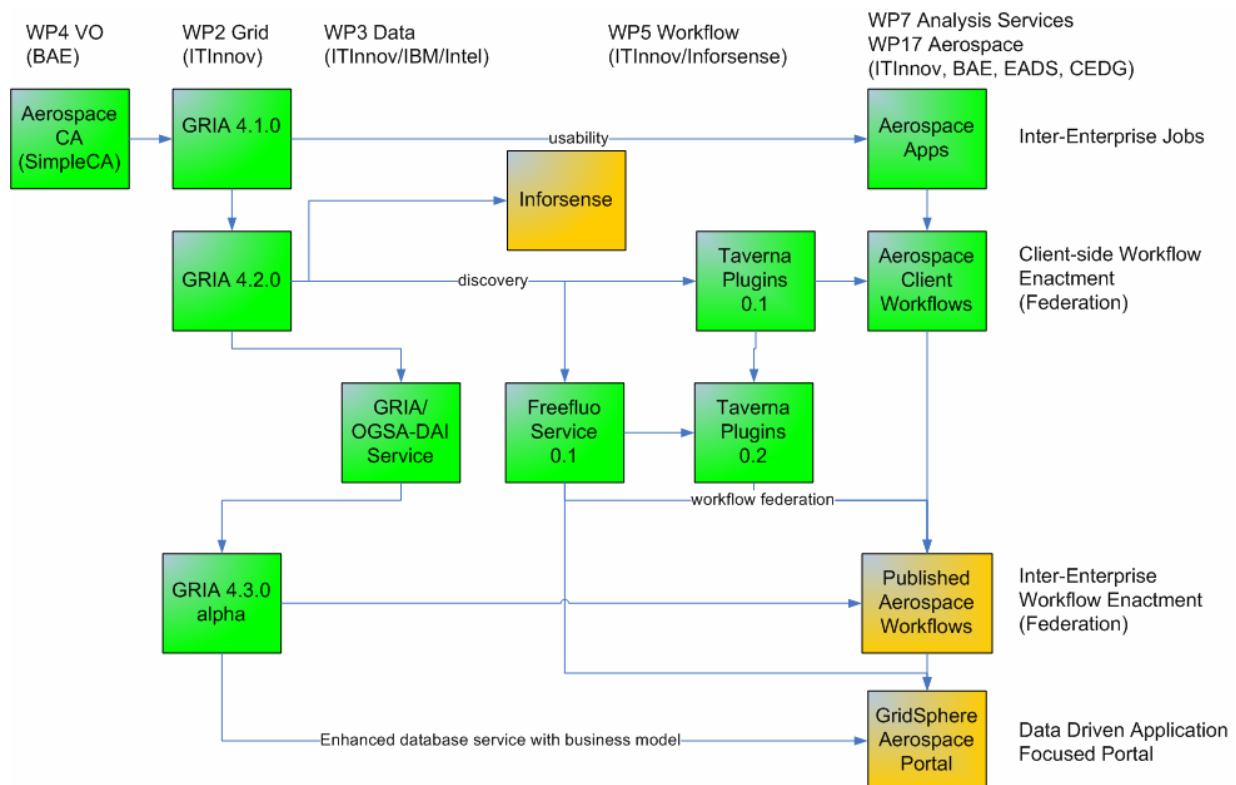 WP4 VO
(BAE)
WP2 Grid
(ITInnov)
WP3 Data
(ITInnov/IBM/Intel)
WP5 Workflow
(ITInnov/Inforsense)
WP7 Analysis Services
WP17 Aerospace
(ITInnov, BAE, EADS, CEDG)
Aerospace
CA
(SimpleCA)
GRIA 4.1.0
usability
Aerospace
Apps
Inter-Enterprise Jobs
Inforsense
GRIA 4.2.0
discovery
Taverna
Plugins
0.1
Aerospace
Client
Workflows
Client-side Workflow
Enactment
(Federation)
GRIA/
OGSA-DAI
Service
Freefluo
Service
0.1
Taverna
Plugins
0.2
workflow federation
GRIA 4.3.0
alpha
Published
Aerospace
Workflows
Inter-Enterprise
Workflow Enactment
(Federation)
Enhanced database service with business model
GridSphere
Aerospace
Portal
Data Driven Application
Focused Portal